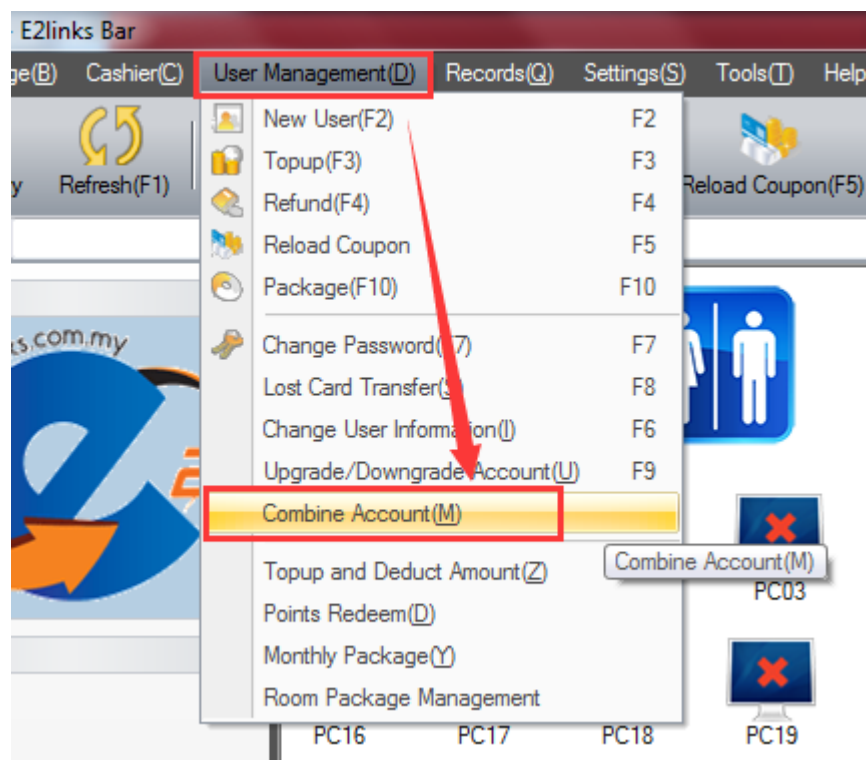 E2links Bar
ge(B) Cashier(C) User Management(D) Records(Q) Settings(S) Tools(T) Help
y Refresh(F1) Reload Coupon(F5)
New User(F2) F2
Topup(F3) F3
Refund(F4) F4
Reload Coupon F5
Package(F10) F10
ks.com.my
Change Password(F7) F7
Lost Card Transfer(S) F8
Change User Information(I) F6
Upgrade/Downgrade Account(U) F9
Combine Account(M)
Combine Account(M)
Topup and Deduct Amount(Z)
PC03
Points Redeem(D)
Monthly Package(Y)
Room Package Management
PC16 PC17 PC18 PC19